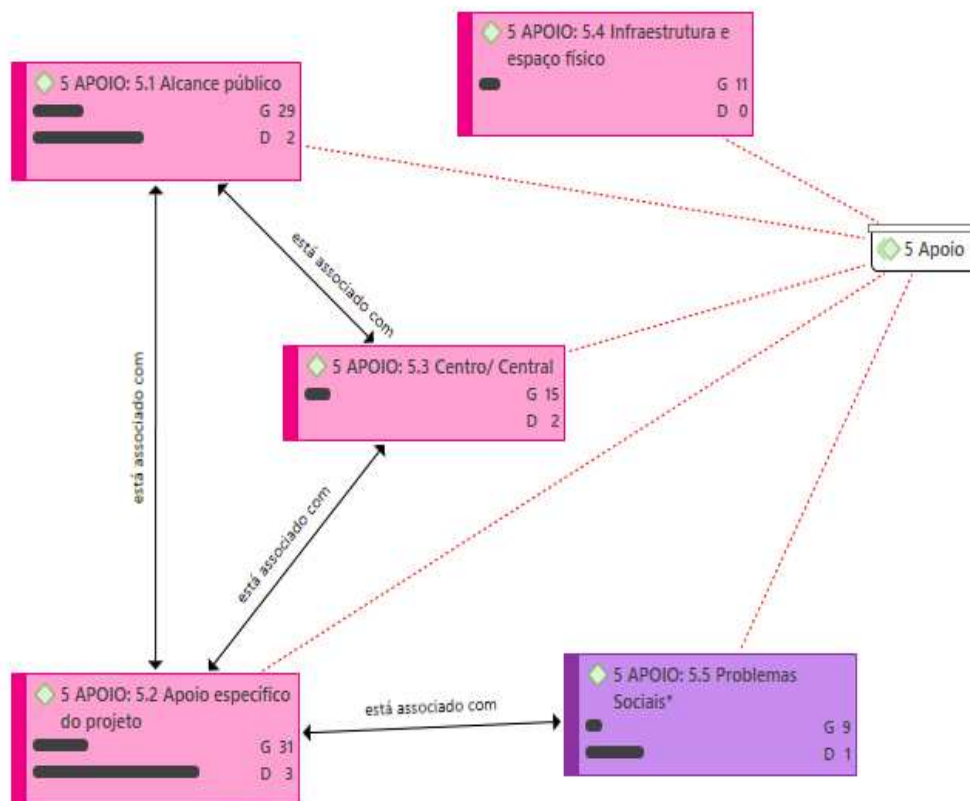 5 APOIO: 5.4 Infraestrutura e
espaço físico
G 11
D 0
5 APOIO: 5.1 Alcance público
G 29
D 2
5 Apoio
está associado com
está associado com
5 APOIO: 5.3 Centro/ Central
G 15
D 2
está associado com
5 APOIO: 5.2 Apoio específico
do projeto
G 31
D 3
está associado com
5 APOIO: 5.5 Problemas
Sociais*
G 9
D 1